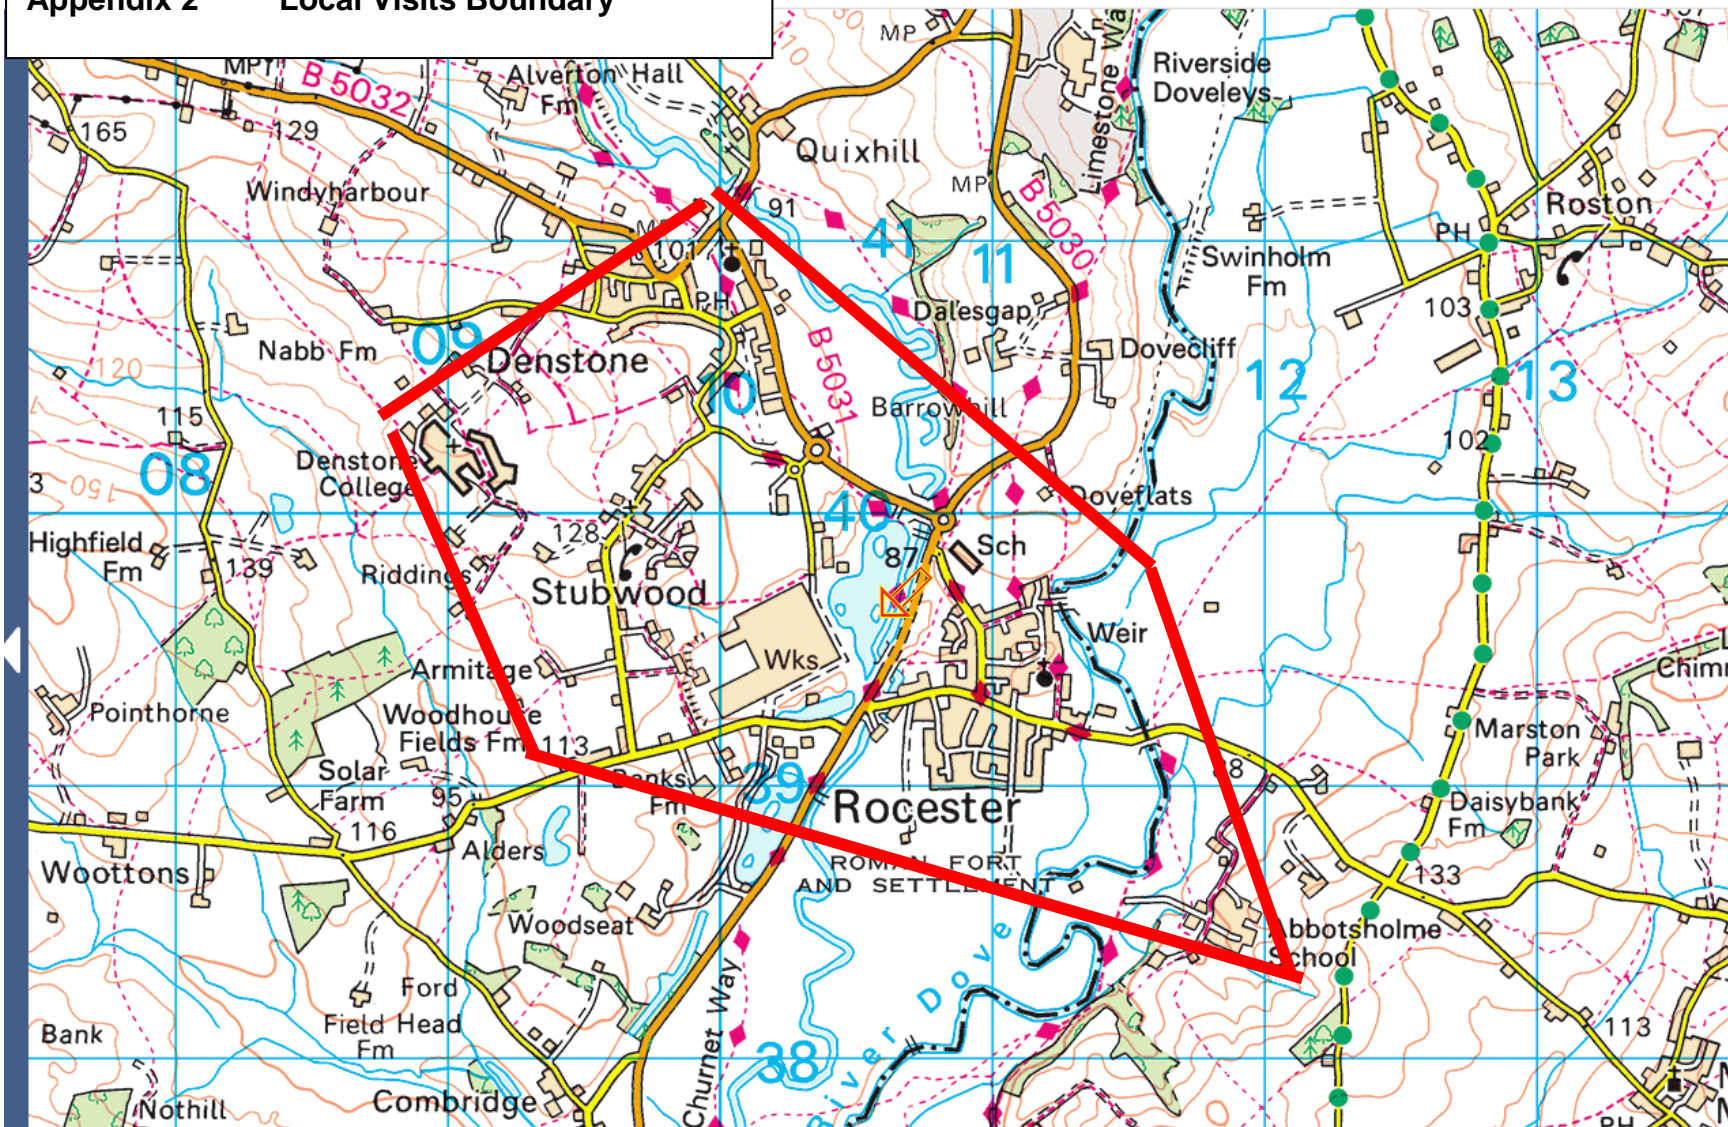 Appendix 2 Local Visits Boundary
MP
B 5032
Alverton Hall
Fm
MP
Limestone
Riverside
Doveleys
165
129
Quixhill
Windyharbour
MP
B 5030
91
Roston
101
41
11
PH
Swinholm
Fm
PH
103
Dalesgap
Nabb Fm
09
Denstone
B 5031
Dovecliff
120
10
12
13
115
Barrowhill
102
Denstone
College
08
3
150
40
Doveflats
Highfield
Fm
128
87
Sch
139
Riddings
Stubwood
Weir
Wks
Armitage
Pointhorne
Woodhouse
Fields Fm
113
Marston
Park
Solar
Farm
Banks
Fm
39
88
95
Rocester
Daisybank
Fm
116
Alders
ROMAN FORT
AND SETTLEMENT
Woottons
133
Woodseat
Abbotsholme
School
Ford
Churnet Way
River Dove
Field Head
Fm
Bank
113
38
Combridge
Nothill
PH